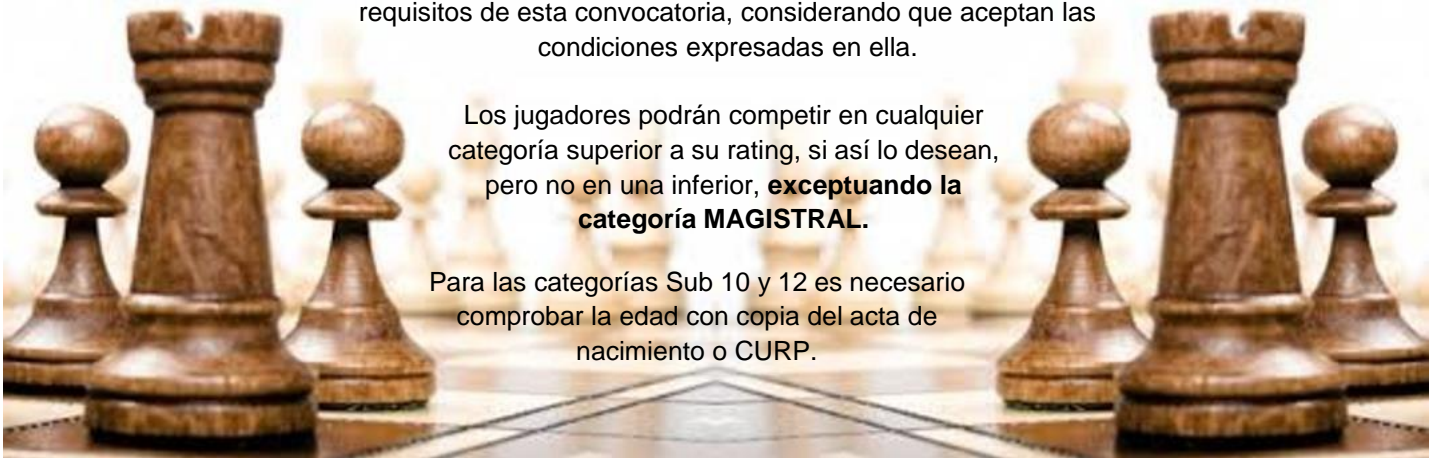 requisitos de esta convocatoria, considerando que aceptan las
condiciones expresadas en ella.
Los jugadores podrán competir en cualquier
categoría superior a su rating, si así lo desean,
pero no en una inferior, exceptuando la
categoría MAGISTRAL.
Para las categorías Sub 10 y 12 es necesario
comprobar la edad con copia del acta de
nacimiento o CURP.